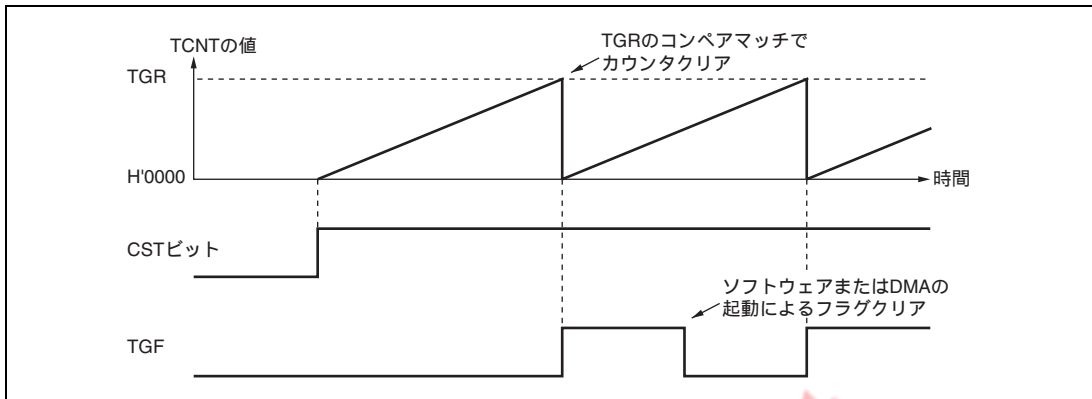 TCNTの値
TGRのコンペアマッチで
カウンタクリア
TGR
H'0000
時間
CSTビット
ソフトウェアまたはDMAの
起動によるフラグクリア
TGF